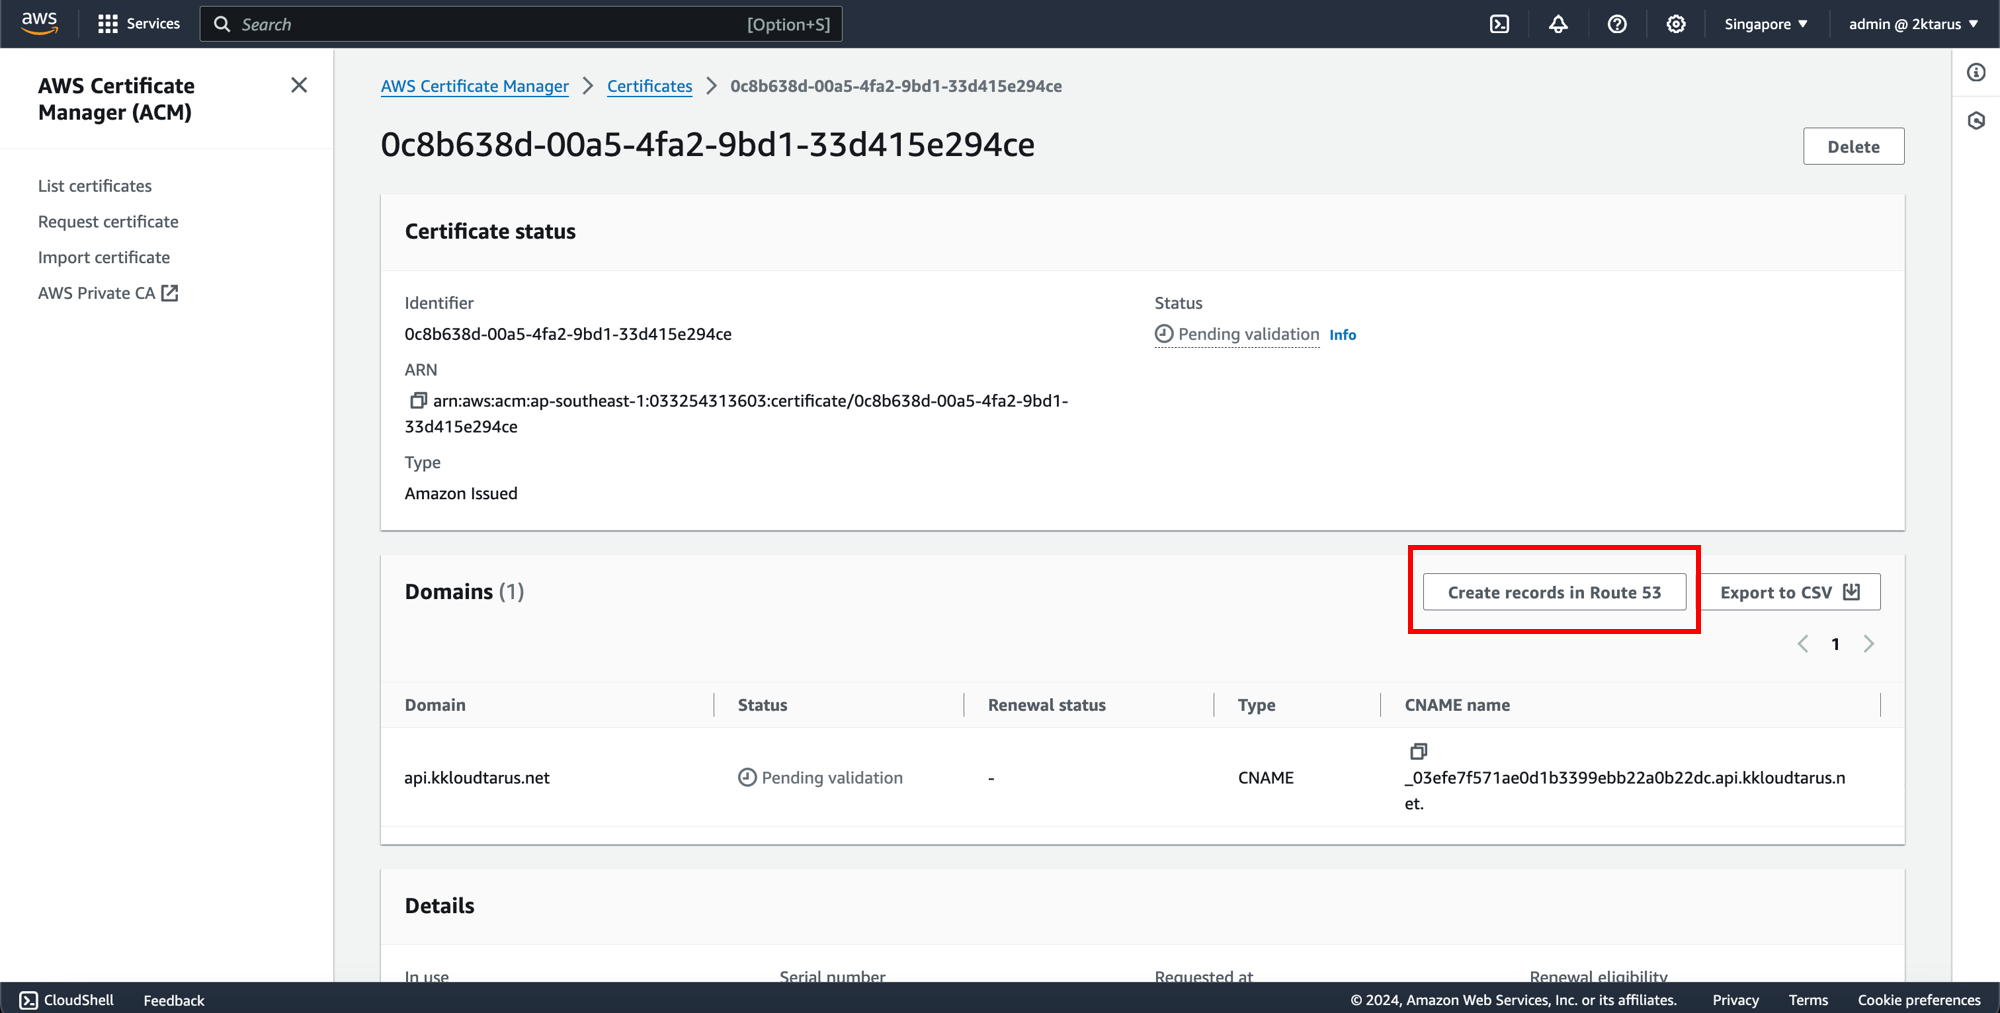 aws
Services
Search
[Option+S]
Singapore
admin @ 2ktarus
AWS Certificate
Manager (ACM)
List certificates
Request certificate
Import certificate
AWS Private CA
AWS Certificate Manager
Certificates
0c8b638d-00a5-4fa2-9bd1-33d415e294ce
0c8b638d-00a5-4fa2-9bd1-33d415e294ce
Delete
Certificate status
Identifier
0c8b638d-00a5-4fa2-9bd1-33d415e294ce
Status
Pending validation Info
ARN
arn:aws:acm:ap-southeast-1:033254313603:certificate/0c8b638d-00a5-4fa2-9bd1-
33d415e294ce
Type
Amazon Issued
Domains (1)
Create records in Route 53
Export to CSV
1
Domain
Status
Renewal status
Type
CNAME name
api.kkloudtarus.net
Pending validation
-
CNAME
_03efe7f571ae0d1b3399ebb22a0b22dc.api.kkloudtarus.n
et.
Details
In use
Serial number
Requested at
Renewal eligibility
CloudShell
Feedback
© 2024, Amazon Web Services, Inc. or its affiliates.
Privacy
Terms
Cookie preferences